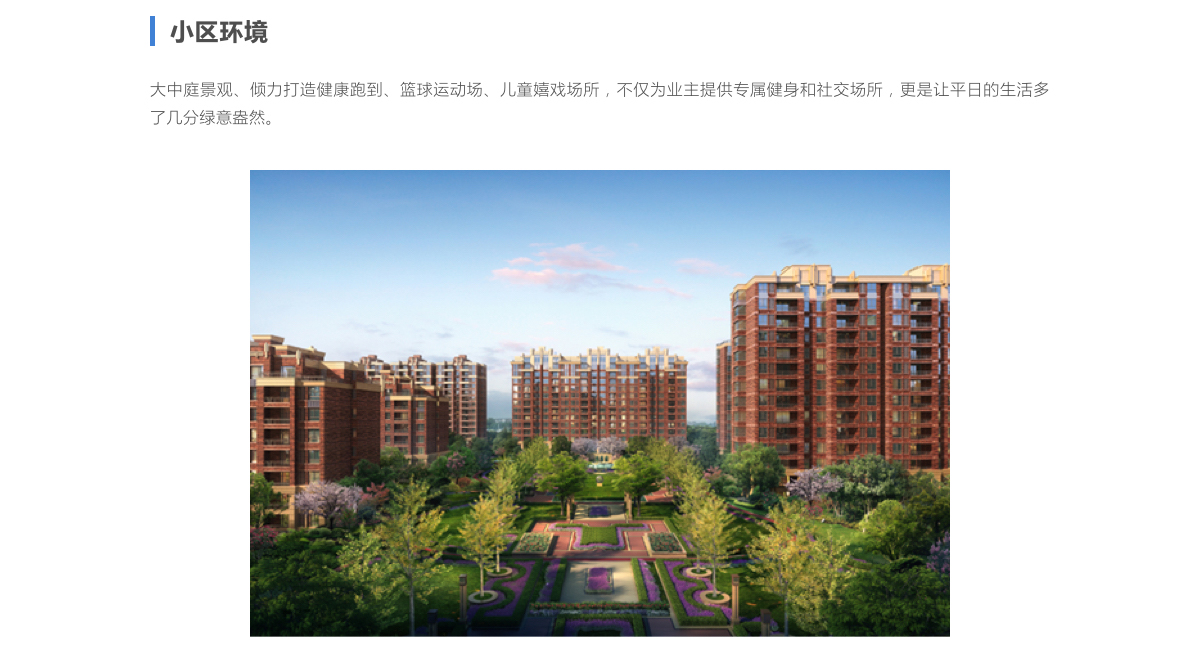 小区环境
大中庭景观、倾力打造健康跑到、篮球运动场、儿童嬉戏场所，不仅为业主提供专属健身和社交场所，更是让平日的生活多
了几分绿意盎然。